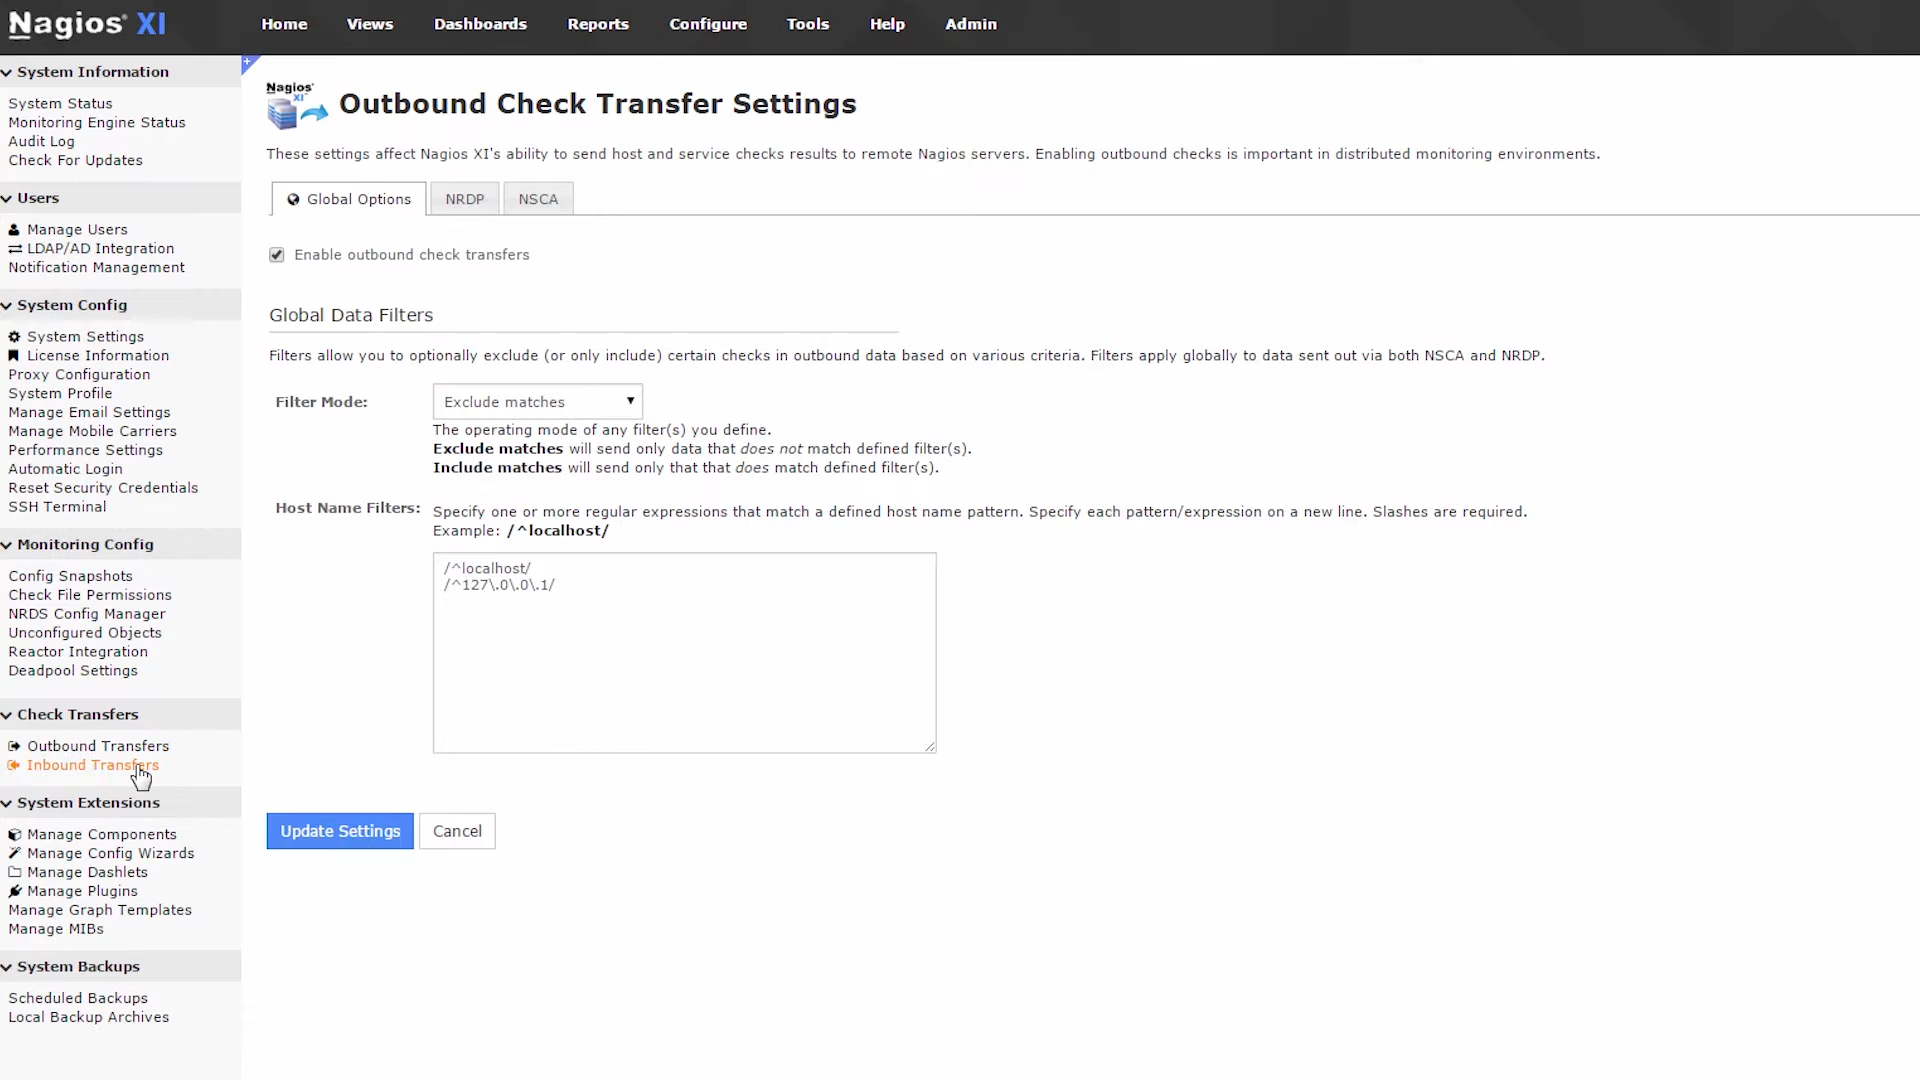 Nagios XI
Home Views Dashboards Reports Configure Tools Help Admin
System Information
System Status
Monitoring Engine Status
Audit Log
Check For Updates
Users
Manage Users
LDAP/AD Integration
Notification Management
System Config
System Settings
License Information
Proxy Configuration
System Profile
Manage Email Settings
Manage Mobile Carriers
Performance Settings
Automatic Login
Reset Security Credentials
SSH Terminal
Monitoring Config
Config Snapshots
Check File Permissions
NRDS Config Manager
Unconfigured Objects
Reactor Integration
Deadpool Settings
Check Transfers
Outbound Transfers
Inbound Transfers
System Extensions
Manage Components
Manage Config Wizards
Manage Dashlets
Manage Plugins
Manage Graph Templates
Manage MIBs
System Backups
Scheduled Backups
Local Backup Archives
Nagios XI
Outbound Check Transfer Settings
These settings affect Nagios XI's ability to send host and service checks results to remote Nagios servers. Enabling outbound checks is important in distributed monitoring environments.
Global Options NRDP NSCA
Enable outbound check transfers
Global Data Filters
Filters allow you to optionally exclude (or only include) certain checks in outbound data based on various criteria. Filters apply globally to data sent out via both NSCA and NRDP.
Filter Mode: Exclude matches
The operating mode of any filter(s) you define.
Exclude matches will send only data that does not match defined filter(s).
Include matches will send only that that does match defined filter(s).
Host Name Filters: Specify one or more regular expressions that match a defined host name pattern. Specify each pattern/expression on a new line. Slashes are required.
Example: /^localhost/
/^localhost/
/^127\.0\.0\.1/
Update Settings Cancel